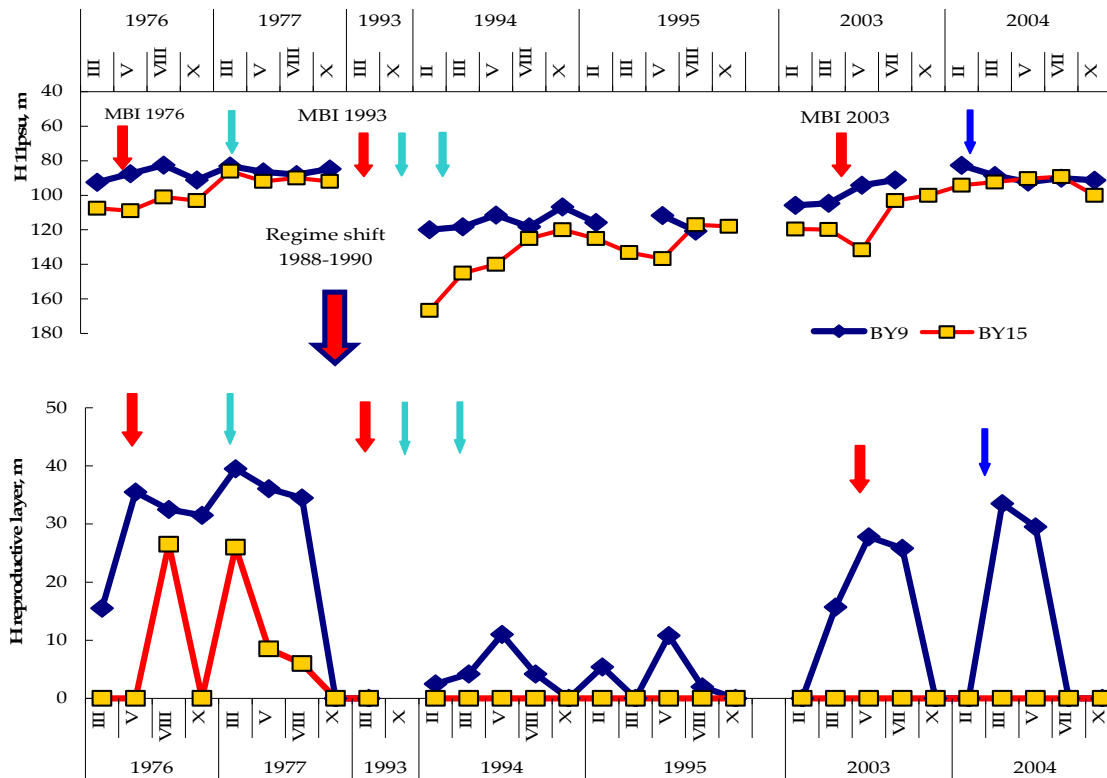 1976 1977 1993 1994 1995 2003 2004
III V VIII X III V VIII X III X II III V VIII X II III V VIII X II III V VII X II III V VII X
H 11psu, m
40
60
80
100
120
140
160
180
MBI 1976
MBI 1993
MBI 2003
Regime shift
1988-1990
BY9 BY15
H reproductive layer, m
50
40
30
20
10
0
III V VIII X III V VIII X III X II III V VIII X II III V VIII X II III V VII X II III V VII X
1976 1977 1993 1994 1995 2003 2004